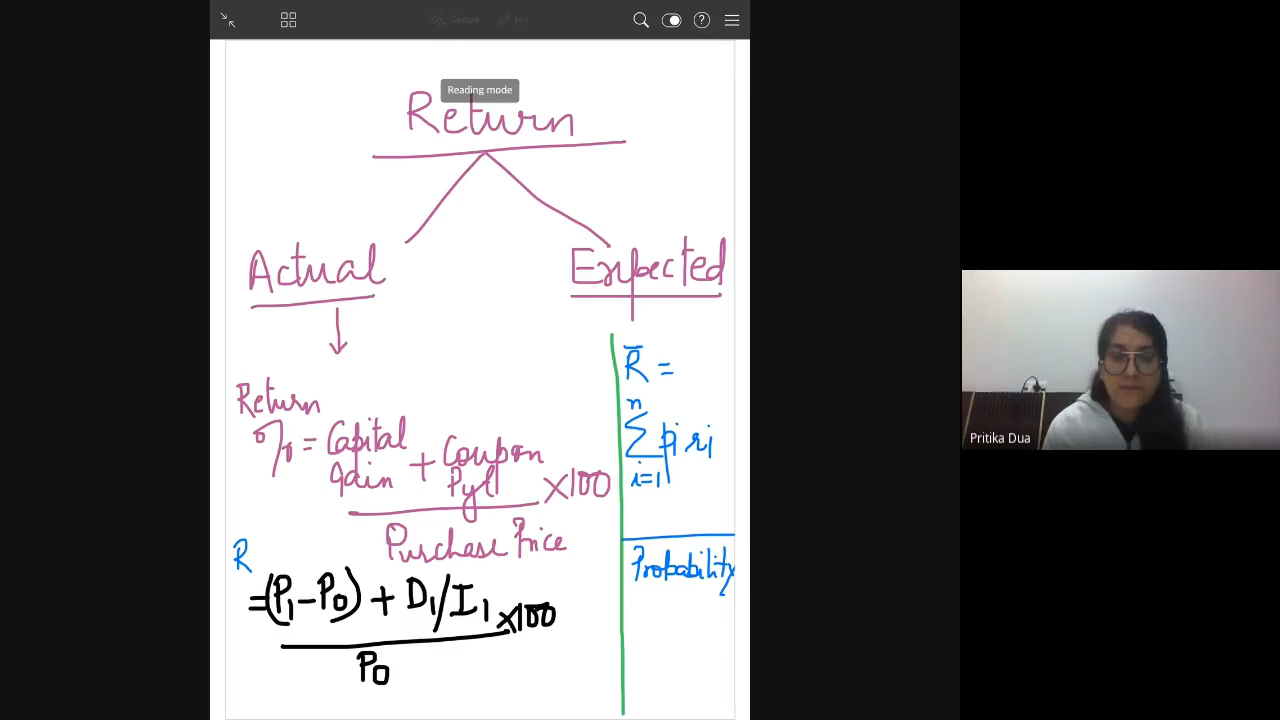 Reading mode
Return
Actual
Expected
Return
% = Capital gain + Coupon Pyt × 100
Purchase Price
R
= (P1 - P0) + D1/I1 × 100
P0
R̄ =
n
∑ pi ri
i=1
Probability
Pritika Dua